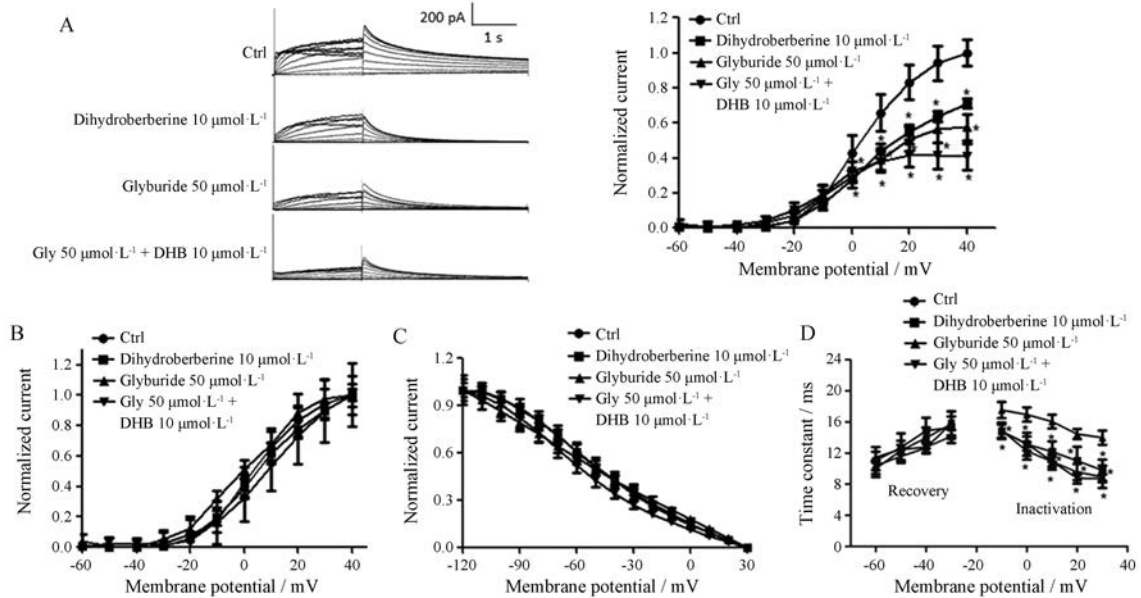 A
200 pA
1 s
Ctrl
Dihydroberberine 10 μmol·L⁻¹
Glyburide 50 μmol·L⁻¹
Gly 50 μmol·L⁻¹ + DHB 10 μmol·L⁻¹
Ctrl
Dihydroberberine 10 μmol·L⁻¹
Glyburide 50 μmol·L⁻¹
Gly 50 μmol·L⁻¹ +
DHB 10 μmol·L⁻¹
Normalized current
1.2
1.0
0.8
0.6
0.4
0.2
0.0
-60 -40 -20 0 20 40
Membrane potential / mV
B
Ctrl
Dihydroberberine 10 μmol·L⁻¹
Glyburide 50 μmol·L⁻¹
Gly 50 μmol·L⁻¹ +
DHB 10 μmol·L⁻¹
Normalized current
1.2
1.0
0.8
0.6
0.4
0.2
0.0
-60 -40 -20 0 20 40
Membrane potential / mV
C
Ctrl
Dihydroberberine 10 μmol·L⁻¹
Glyburide 50 μmol·L⁻¹
Gly 50 μmol·L⁻¹ +
DHB 10 μmol·L⁻¹
Normalized current
1.2
0.9
0.6
0.3
0.0
-120 -90 -60 -30 0 30
Membrane potential / mV
D
Ctrl
Dihydroberberine 10 μmol·L⁻¹
Glyburide 50 μmol·L⁻¹
Gly 50 μmol·L⁻¹ +
DHB 10 μmol·L⁻¹
Time constant / ms
24
20
16
12
8
4
0
Recovery
Inactivation
-60 -40 -20 0 20 40
Membrane potential / mV